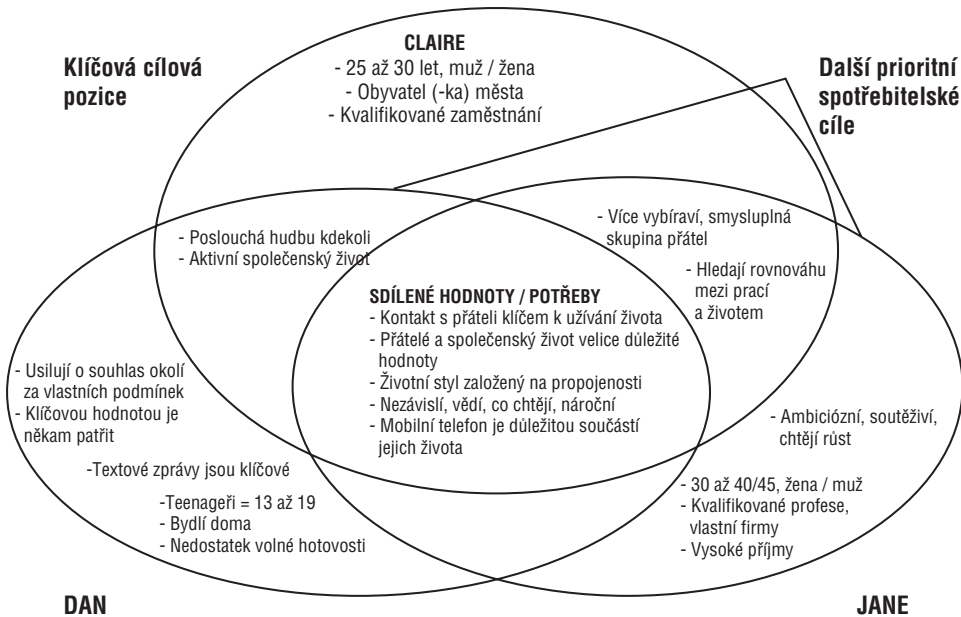 Klíčová cílová
pozice
CLAIRE
- 25 až 30 let, muž / žena
- Obyvatel (-ka) města
- Kvalifikované zaměstnání
Další prioritní
spotřebitelské
cíle
- Poslouchá hudbu kdekoli
- Aktivní společenský život
- Více vybíraví, smysluplná
skupina přátel
- Hledají rovnováhu
mezi prací
a životem
SDÍLENÉ HODNOTY / POTŘEBY
- Kontakt s přáteli klíčem k užívání života
- Přátelé a společenský život velice důležité
hodnoty
- Životní styl založený na propojenosti
- Nezávislí, vědí, co chtějí, nároční
- Mobilní telefon je důležitou součástí
jejich života
- Usilují o souhlas okolí
za vlastních podmínek
- Klíčovou hodnotou je
někam patřit
-Textové zprávy jsou klíčové
-Teenageři = 13 až 19
- Bydlí doma
- Nedostatek volné hotovosti
- Ambiciózní, soutěživí,
chtějí růst
- 30 až 40/45, žena / muž
- Kvalifikované profese,
vlastní firmy
- Vysoké příjmy
DAN
JANE